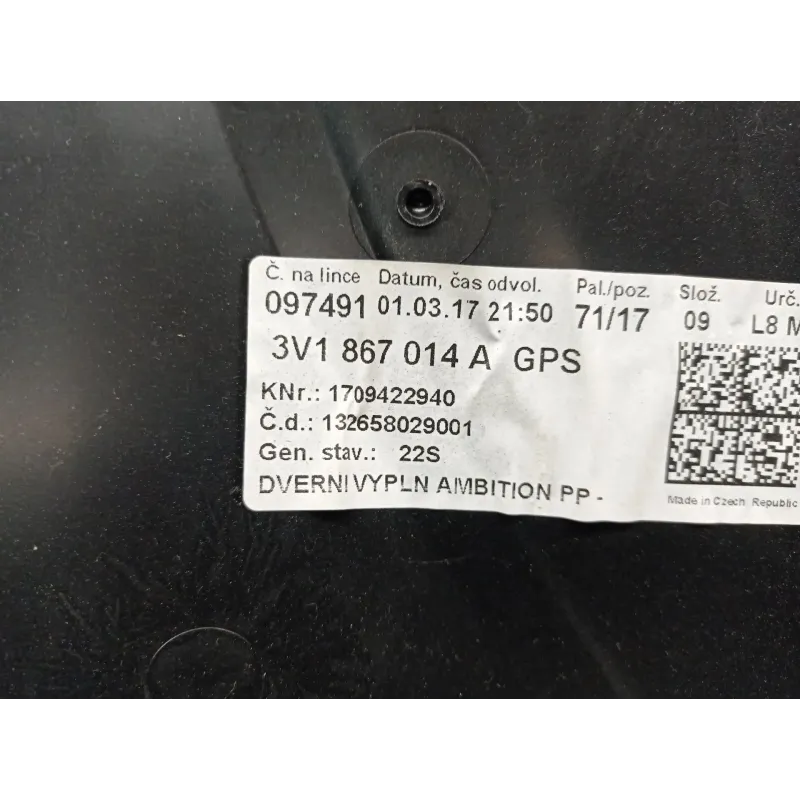 Č. na lince Datum, čas odvol. Pal./poz. Slož. Urč.
097491 01.03.17 21:50 71/17 09 L8 M
3V1 867 014 A GPS
KNr.: 1709422940
Č.d.: 132658029001
Gen. stav.: 22S
DVERNI VYPLN AMBITION PP -
Made in Czech Republic